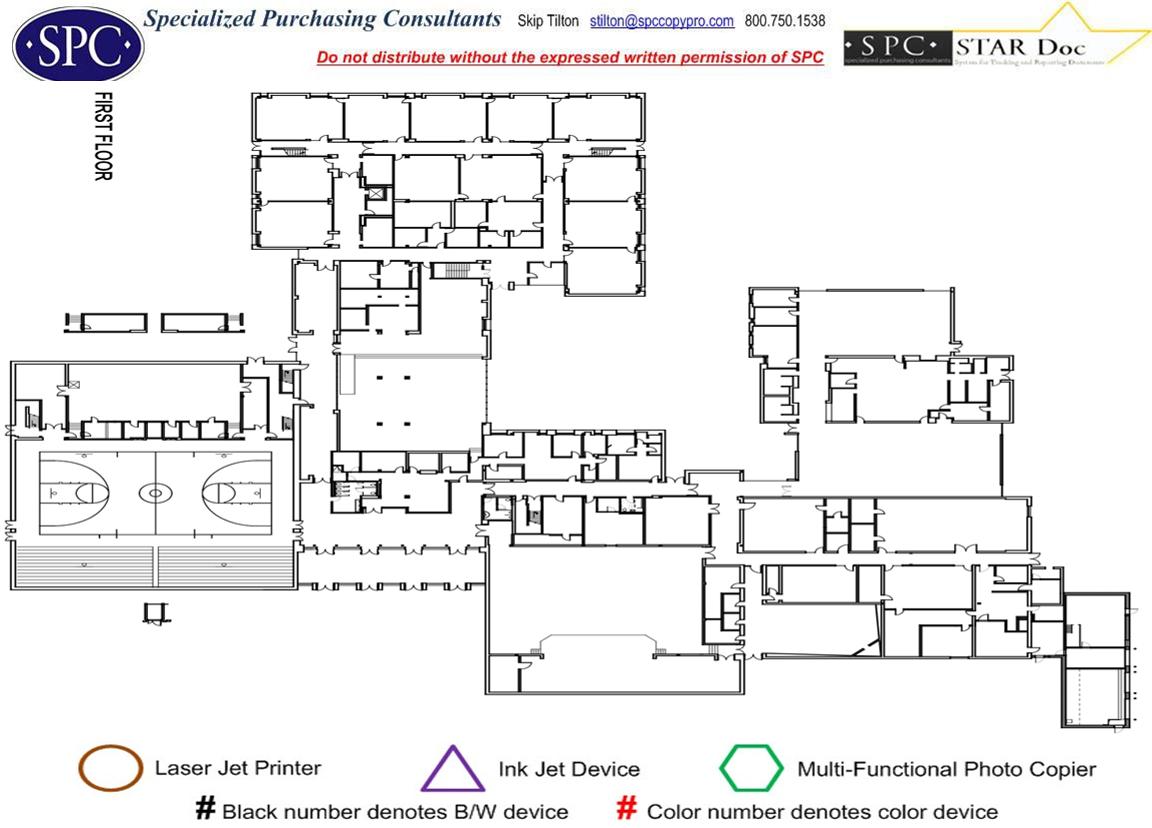 SPC
Specialized Purchasing Consultants Skip Tilton stilton@spccopypro.com 800.750.1538
Do not distribute without the expressed written permission of SPC
SPC
specialized purchasing consultants
STAR Doc
System for Tracking and Reporting Documents
FIRST FLOOR
Laser Jet Printer
Ink Jet Device
Multi-Functional Photo Copier
# Black number denotes B/W device
# Color number denotes color device